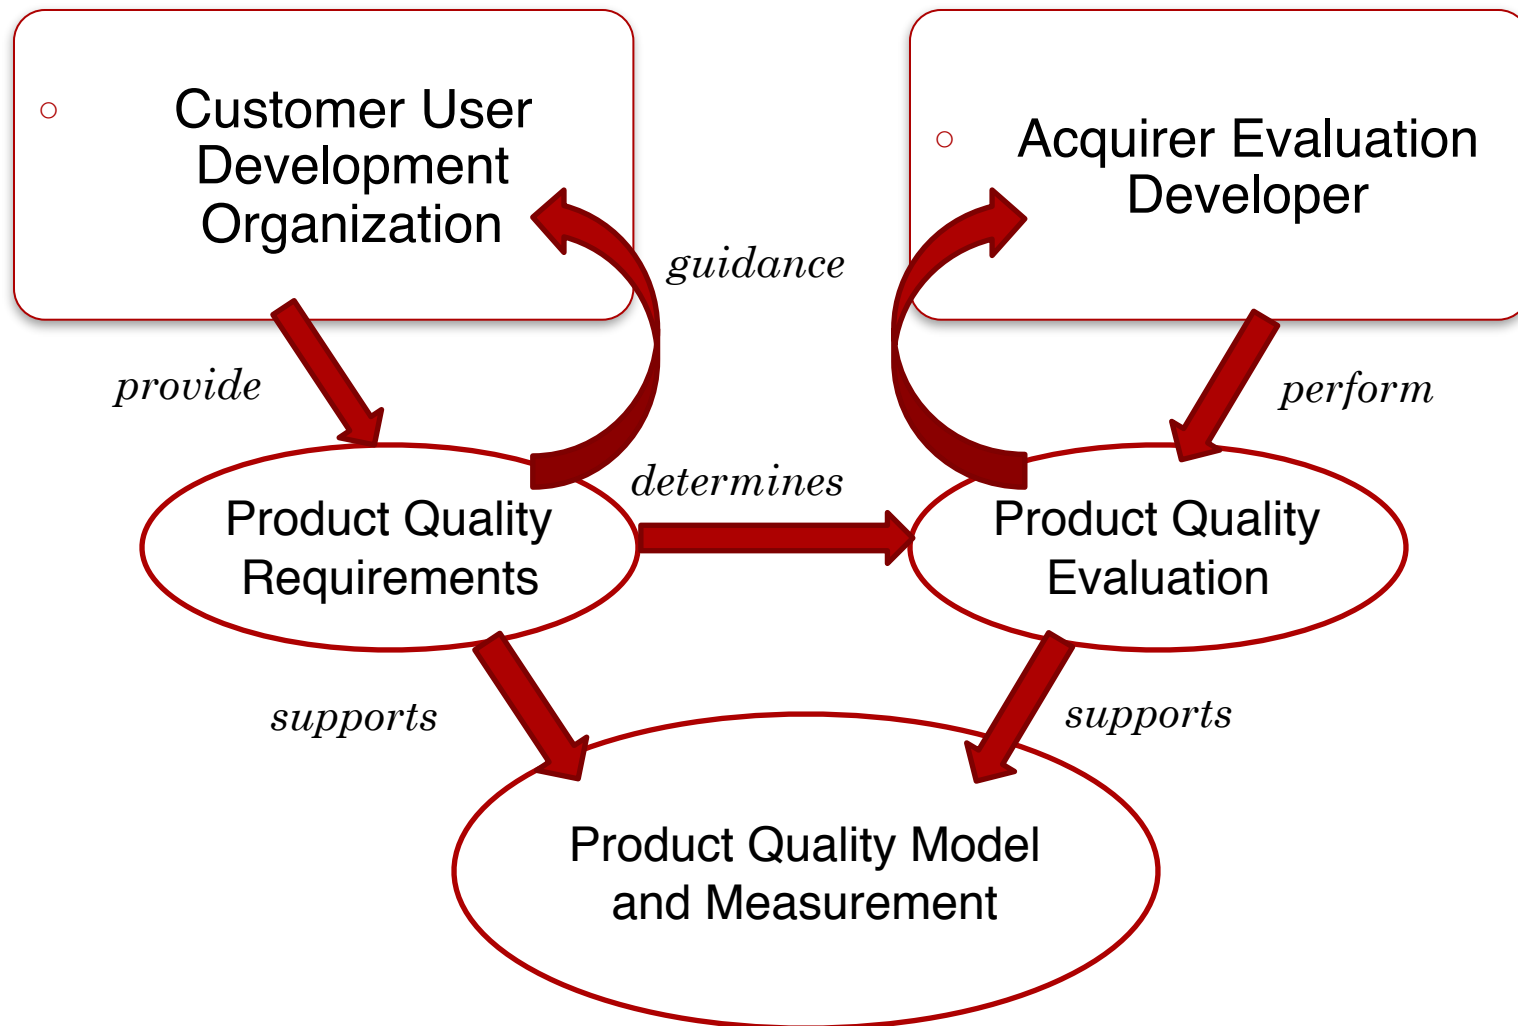 Customer User
Development
Organization
Acquirer Evaluation
Developer
guidance
provide
perform
determines
Product Quality
Requirements
Product Quality
Evaluation
supports
supports
Product Quality Model
and Measurement